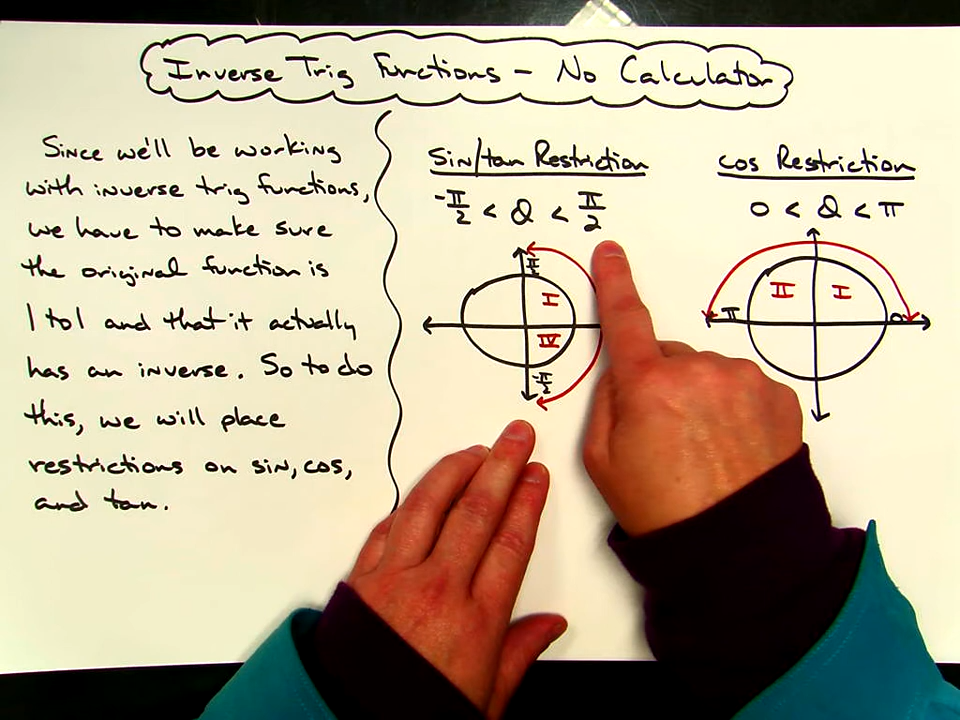 Inverse Trig Functions - No Calculator
Since we'll be working
with inverse trig functions,
we have to make sure
the original function is
1 to 1 and that it actually
has an inverse. So to do
this, we will place
restrictions on sin, cos,
and tan.
Sin/tan Restriction
-π/2 < θ < π/2
π/2
I
IV
-π/2
cos Restriction
0 < θ < π
II I
π 0